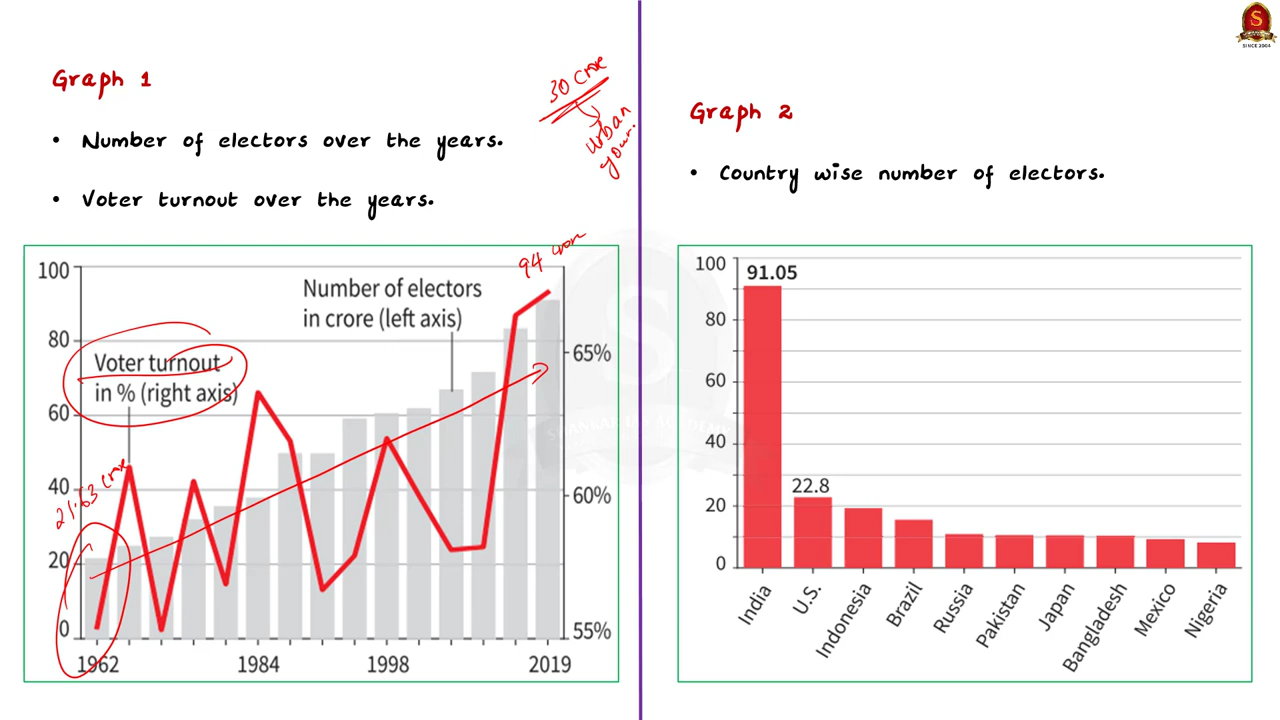 Graph 1
• Number of electors over the years.
• Voter turnout over the years.
30 crore
urban
94 crore
100
80
60
40
20
0
Number of electors
in crore (left axis)
Voter turnout
in % (right axis)
21.63 crore
65%
60%
55%
1962
1984
1998
2019
S
SINCE 2004
Graph 2
• Country wise number of electors.
100
80
60
40
20
0
91.05
22.8
India
U.S.
Indonesia
Brazil
Russia
Pakistan
Japan
Bangladesh
Mexico
Nigeria